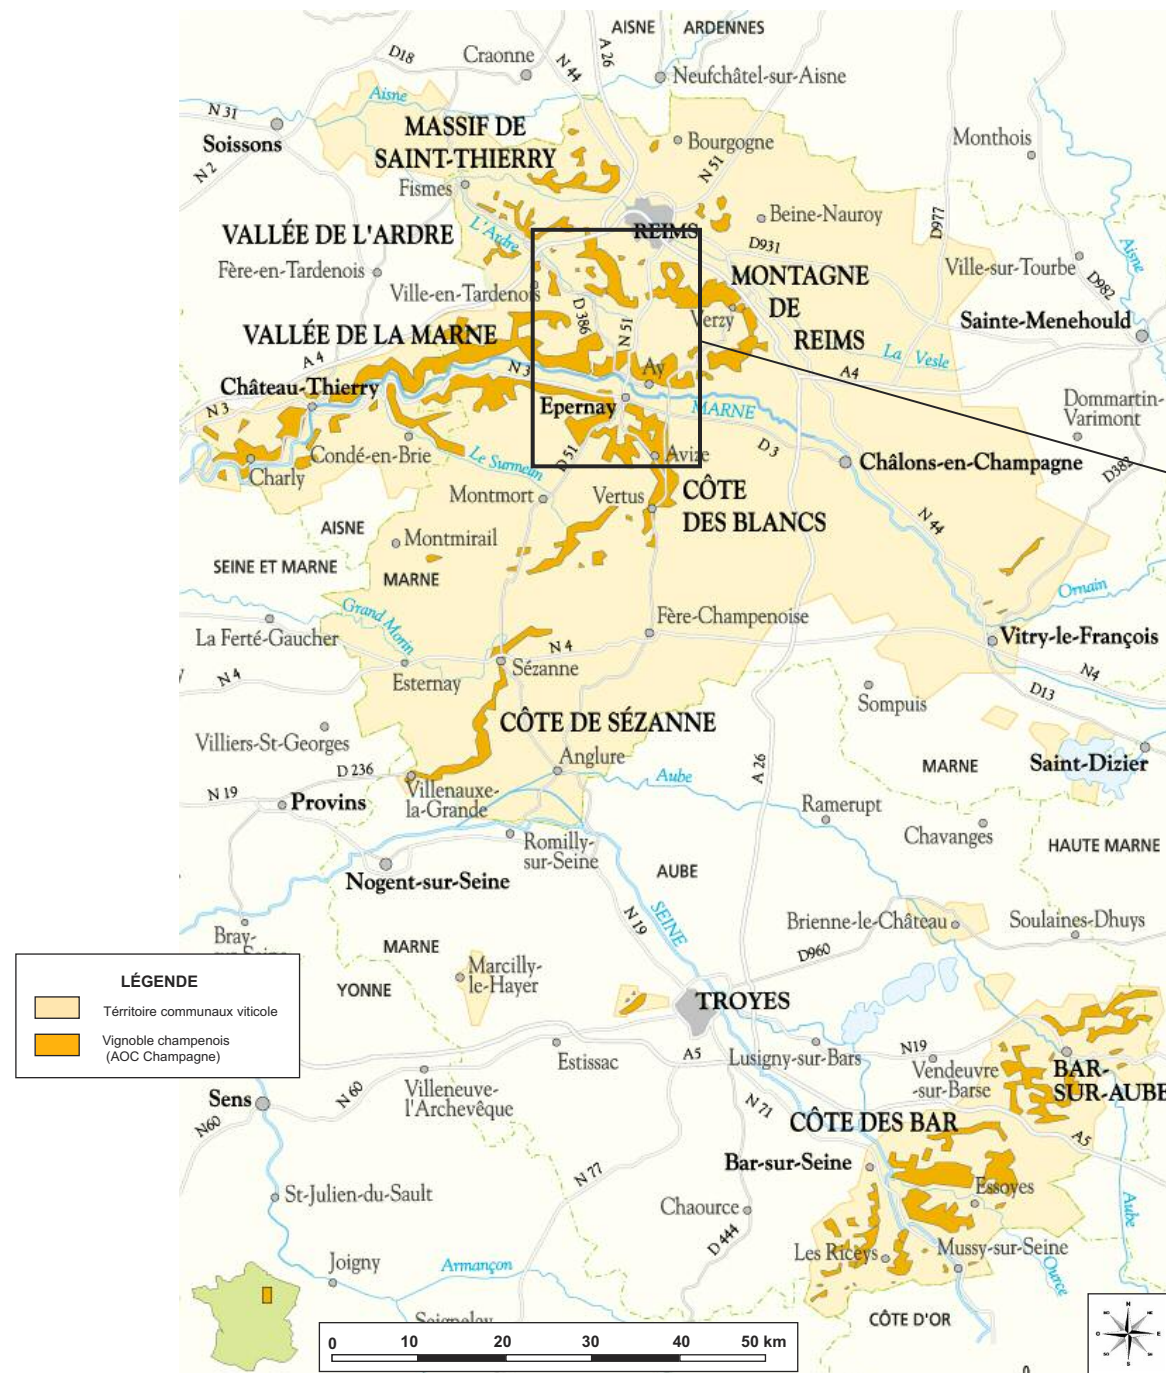 AISNE
ARDENNES
D18
Craonne
N 44
A 26
Neufchâtel-sur-Aisne
Aisne
N 31
Soissons
N 2
MASSIF DE
SAINT-THIERRY
Bourgogne
N 51
Monthois
Fismes
REIMS
Beine-Nauroy
D977
Aisne
VALLÉE DE L'ARDRE
L'Ardre
D931
Ville-sur-Tourbe
D982
Fère-en-Tardenois
Ville-en-Tardenois
MONTAGNE
DE
REIMS
D 386
N 51
Verzy
Sainte-Menehould
VALLÉE DE LA MARNE
A 4
La Vesle
A4
Château-Thierry
N 3
Ay
N 3
Epernay
MARNE
Dommartin-
Varimont
D 3
Condé-en-Brie
Le Surmelin
D 51
Avize
Châlons-en-Champagne
D382
Charly
Montmort
Vertus
CÔTE
DES BLANCS
N 44
AISNE
Montmirail
SEINE ET MARNE
MARNE
Ornain
Grand Morin
La Ferté-Gaucher
Fère-Champenoise
Vitry-le-François
N 4
N 4
Esternay
Sézanne
N4
D13
Sompuis
Villiers-St-Georges
CÔTE DE SÉZANNE
Anglure
D 236
Aube
A 26
MARNE
Saint-Dizier
N 19
Provins
Villenauxe-
la-Grande
Ramerupt
Chavanges
Romilly-
sur-Seine
HAUTE MARNE
Nogent-sur-Seine
AUBE
N 19
SEINE
Brienne-le-Château
Soulaines-Dhuys
Bray-
MARNE
D960
Marcilly-
le-Hayer
YONNE
TROYES
LÉGENDE
Térritoire communaux viticole
Vignoble champenois
(AOC Champagne)
Estissac
A5
Lusigny-sur-Bars
N19
Vendeuvre
-sur-Barse
BAR-
SUR-AUBE
Sens
N 60
Villeneuve-
l'Archevêque
N60
N 71
CÔTE DES BAR
A5
Bar-sur-Seine
N 77
St-Julien-du-Sault
Chaource
Essoyes
Aube
D 444
Les Riceys
Mussy-sur-Seine
Ource
Joigny
Armançon
Seignelay
CÔTE D'OR
0 10 20 30 40 50 km
N
E
S
O